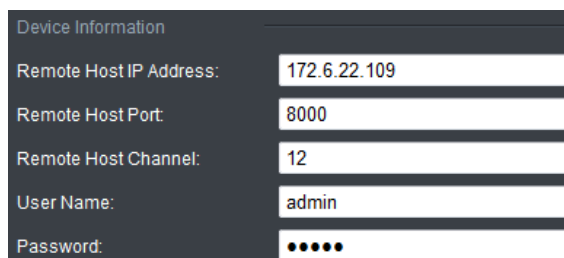 Device Information
Remote Host IP Address: 172.6.22.109
Remote Host Port: 8000
Remote Host Channel: 12
User Name: admin
Password: ●●●●●